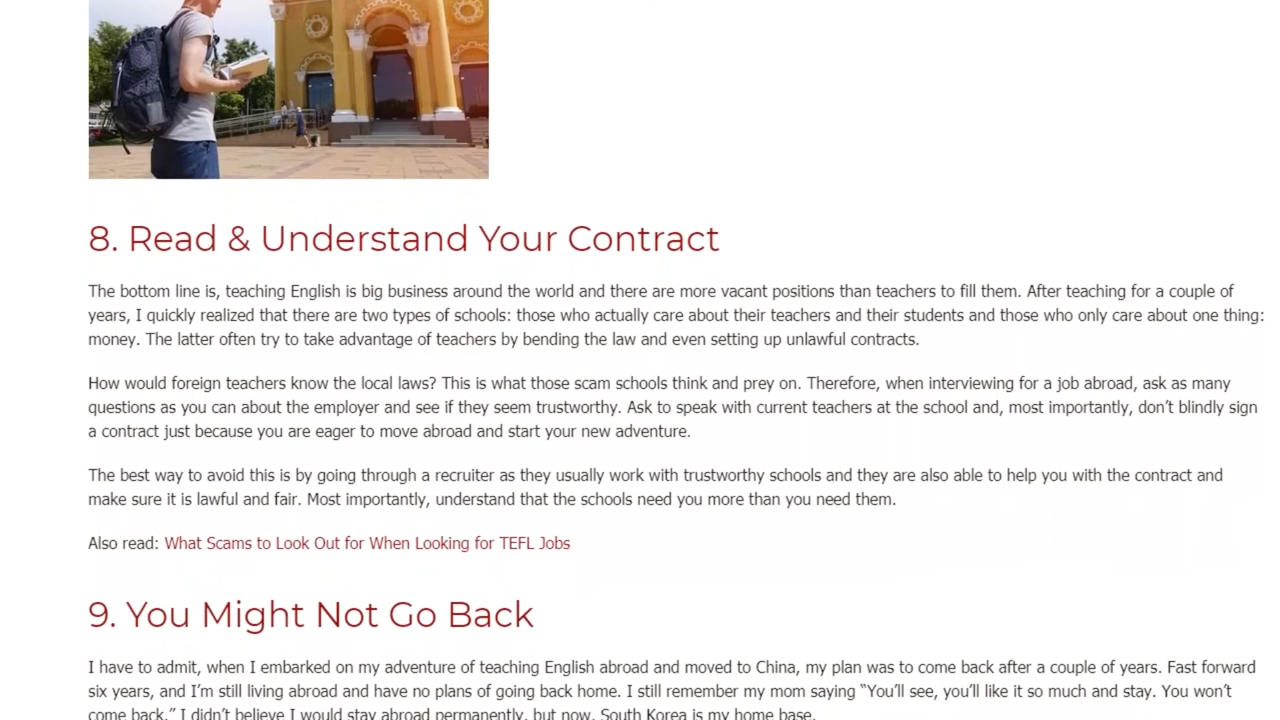 8. Read & Understand Your Contract
The bottom line is, teaching English is big business around the world and there are more vacant positions than teachers to fill them. After teaching for a couple of
years, I quickly realized that there are two types of schools: those who actually care about their teachers and their students and those who only care about one thing:
money. The latter often try to take advantage of teachers by bending the law and even setting up unlawful contracts.
How would foreign teachers know the local laws? This is what those scam schools think and prey on. Therefore, when interviewing for a job abroad, ask as many
questions as you can about the employer and see if they seem trustworthy. Ask to speak with current teachers at the school and, most importantly, don’t blindly sign
a contract just because you are eager to move abroad and start your new adventure.
The best way to avoid this is by going through a recruiter as they usually work with trustworthy schools and they are also able to help you with the contract and
make sure it is lawful and fair. Most importantly, understand that the schools need you more than you need them.
Also read: What Scams to Look Out for When Looking for TEFL Jobs
9. You Might Not Go Back
I have to admit, when I embarked on my adventure of teaching English abroad and moved to China, my plan was to come back after a couple of years. Fast forward
six years, and I’m still living abroad and have no plans of going back home. I still remember my mom saying “You’ll see, you’ll like it so much and stay. You won’t
come back.” I didn’t believe I would stay abroad permanently, but now, South Korea is my home base.